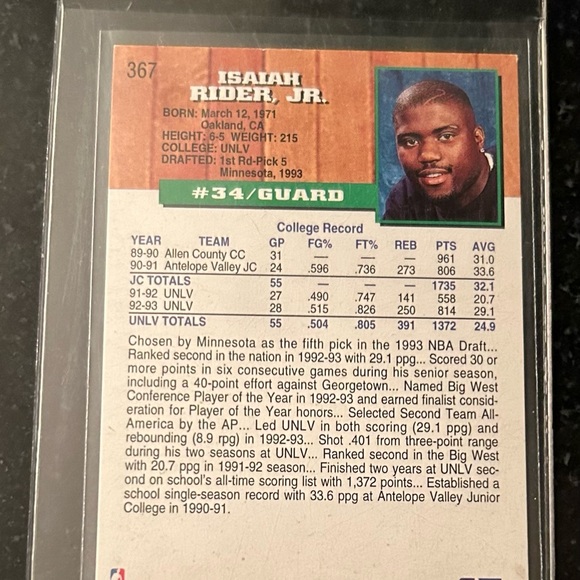 367
ISAIAH
RIDER, JR.
BORN: March 12, 1971
Oakland, CA
HEIGHT: 6-5 WEIGHT: 215
COLLEGE: UNLV
DRAFTED: 1st Rd-Pick 5
Minnesota, 1993
#34/GUARD
College Record
YEAR TEAM GP FG% FT% REB PTS AVG
89-90 Allen County CC 31 — — 961 31.0
90-91 Antelope Valley JC 24 .596 .736 273 806 33.6
JC TOTALS 55 — — 1735 32.1
91-92 UNLV 27 .490 .747 141 558 20.7
92-93 UNLV 28 .515 .826 250 814 29.1
UNLV TOTALS 55 .504 .805 391 1372 24.9
Chosen by Minnesota as the fifth pick in the 1993 NBA Draft...
Ranked second in the nation in 1992-93 with 29.1 ppg... Scored 30 or
more points in six consecutive games during his senior season,
including a 40-point effort against Georgetown... Named Big West
Conference Player of the Year in 1992-93 and earned finalist consid-
eration for Player of the Year honors... Selected Second Team All-
America by the AP... Led UNLV in both scoring (29.1 ppg) and
rebounding (8.9 rpg) in 1992-93... Shot .401 from three-point range
during his two seasons at UNLV... Ranked second in the Big West
with 20.7 ppg in 1991-92 season... Finished two years at UNLV sec-
ond on school's all-time scoring list with 1,372 points... Established a
school single-season record with 33.6 ppg at Antelope Valley Junior
College in 1990-91.